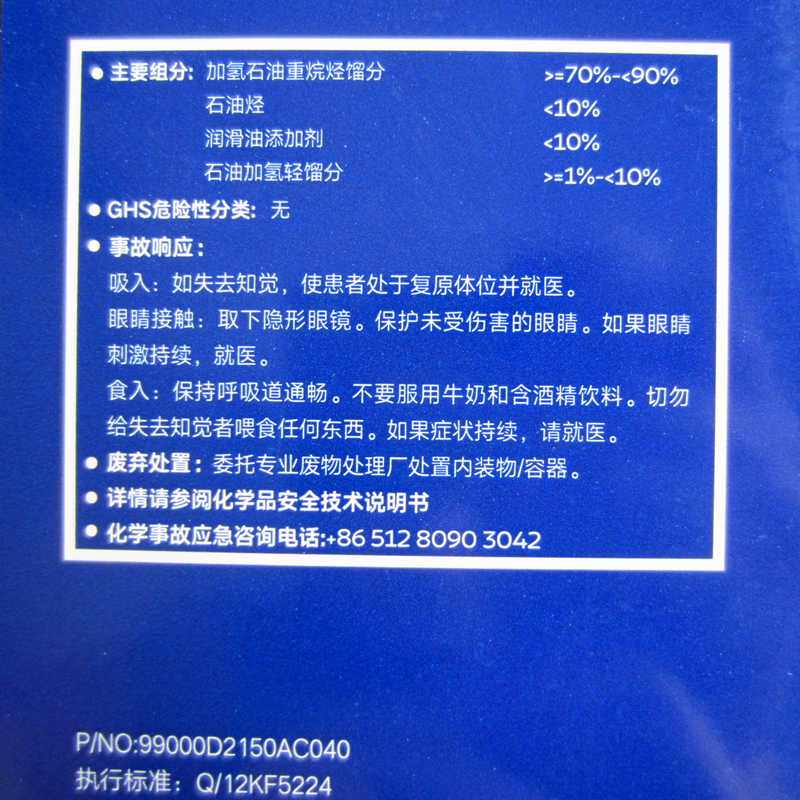 ●主要组分: 加氢石油重烷烃馏分 >=70%-<90%
石油烃 <10%
润滑油添加剂 <10%
石油加氢轻馏分 >=1%-<10%
●GHS危险性分类: 无
●事故响应:
吸入: 如失去知觉，使患者处于复原体位并就医。
眼睛接触: 取下隐形眼镜。保护未受伤害的眼睛。如果眼睛
刺激持续，就医。
食入: 保持呼吸道通畅。不要服用牛奶和含酒精饮料。切勿
给失去知觉者喂食任何东西。如果症状持续，请就医。
●废弃处置: 委托专业废物处理厂处置内装物/容器。
●详情请参阅化学品安全技术说明书
●化学事故应急咨询电话:+86 512 8090 3042
P/NO:99000D2150AC040
执行标准: Q/12KF5224